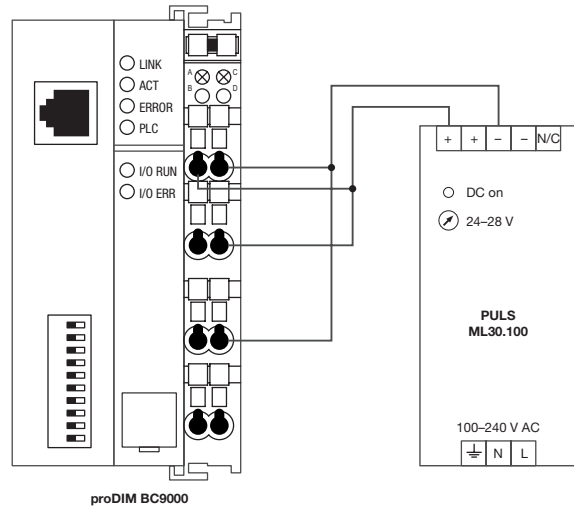 LINK
ACT
ERROR
PLC
I/O RUN
I/O ERR
A
C
B
D
+ + – – N/C
DC on
24–28 V
PULS
ML30.100
100–240 V AC
N L
proDIM BC9000